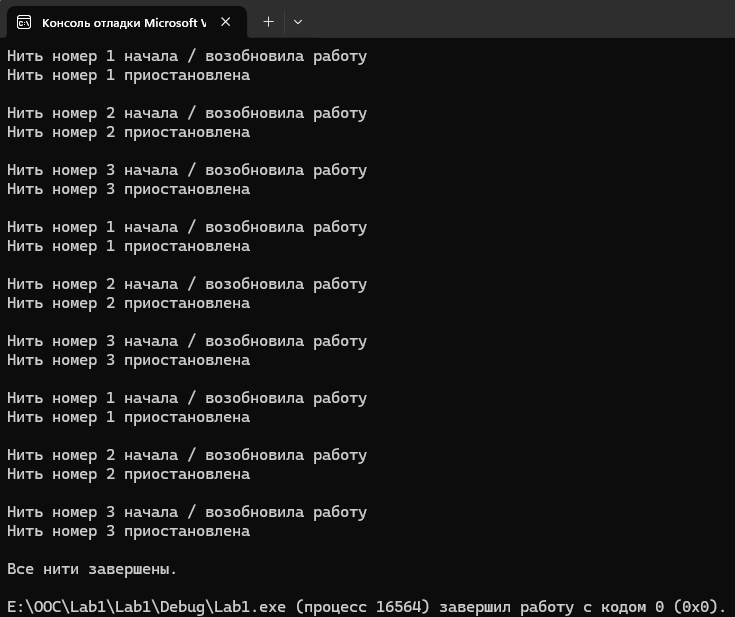 Консоль отладки Microsoft V
Нить номер 1 начала / возобновила работу
Нить номер 1 приостановлена
Нить номер 2 начала / возобновила работу
Нить номер 2 приостановлена
Нить номер 3 начала / возобновила работу
Нить номер 3 приостановлена
Нить номер 1 начала / возобновила работу
Нить номер 1 приостановлена
Нить номер 2 начала / возобновила работу
Нить номер 2 приостановлена
Нить номер 3 начала / возобновила работу
Нить номер 3 приостановлена
Нить номер 1 начала / возобновила работу
Нить номер 1 приостановлена
Нить номер 2 начала / возобновила работу
Нить номер 2 приостановлена
Нить номер 3 начала / возобновила работу
Нить номер 3 приостановлена
Все нити завершены.
E:\OOC\Lab1\Lab1\Debug\Lab1.exe (процесс 16564) завершил работу с кодом 0 (0x0).